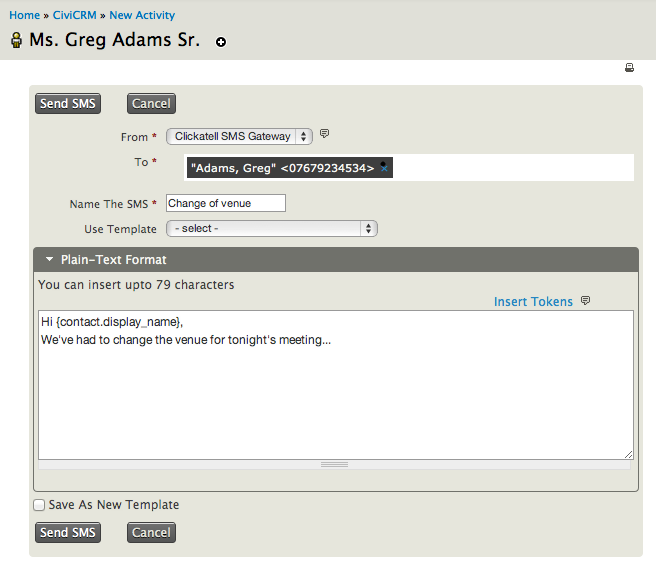 Home » CiviCRM » New Activity
Ms. Greg Adams Sr.
Send SMS Cancel
From * Clickatell SMS Gateway
To * "Adams, Greg" <07679234534> x
Name The SMS * Change of venue
Use Template - select -
Plain-Text Format
You can insert upto 79 characters
Insert Tokens
Hi {contact.display_name},
We've had to change the venue for tonight's meeting...
Save As New Template
Send SMS Cancel